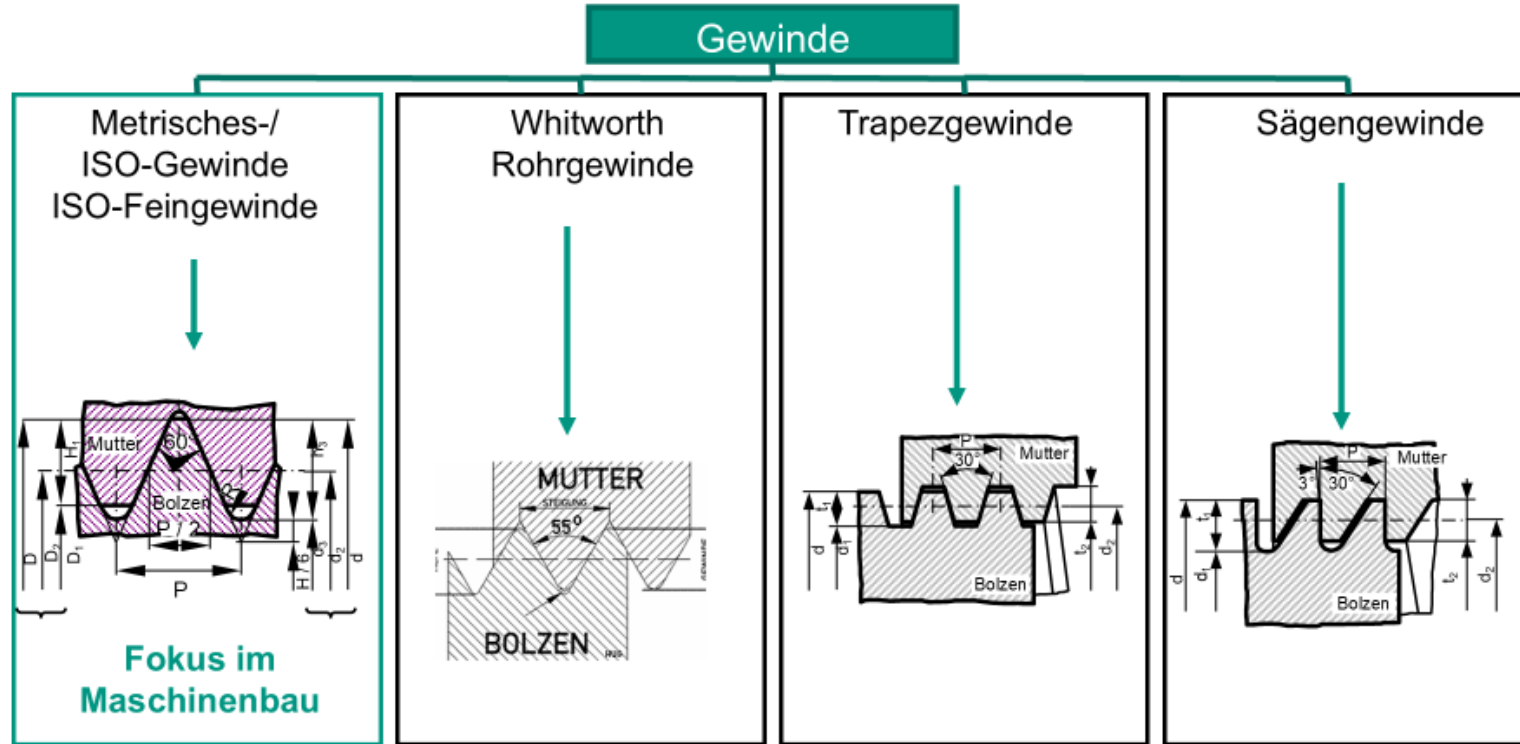 Gewinde
Metrisches-/
ISO-Gewinde
ISO-Feingewinde
Mutter
60°
Bolzen
P / 2
P
H₁
h₃
D
D₂
D₁
H / 6
d₃
d₂
d
Fokus im
Maschinenbau
Whitworth
Rohrgewinde
MUTTER
STEIGUNG
55°
BOLZEN
Trapezgewinde
P
30°
Mutter
t₁
d
d₁
t₂
d₂
Bolzen
Sägengewinde
P
3°
30°
Mutter
t₁
d
d₁
t₂
d₂
Bolzen